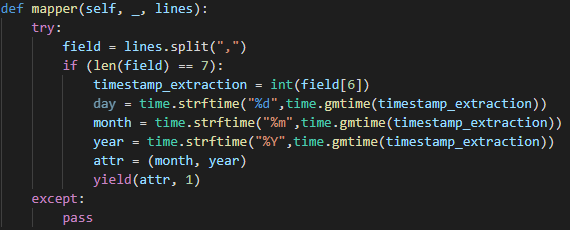 def mapper(self, _, lines):
    try:
        field = lines.split(",")
        if (len(field) == 7):
            timestamp_extraction = int(field[6])
            day = time.strftime("%d",time.gmtime(timestamp_extraction))
            month = time.strftime("%m",time.gmtime(timestamp_extraction))
            year = time.strftime("%Y",time.gmtime(timestamp_extraction))
            attr = (month, year)
            yield(attr, 1)
    except:
        pass